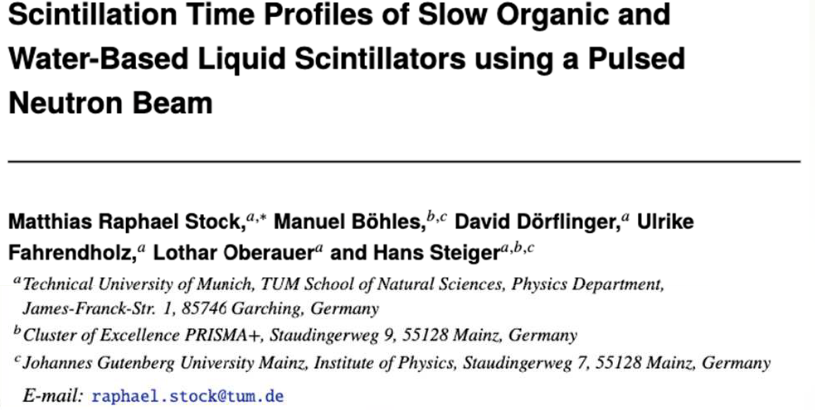 Scintillation Time Profiles of Slow Organic and
Water-Based Liquid Scintillators using a Pulsed
Neutron Beam
Matthias Raphael Stock,a,* Manuel Böhles,b,c David Dörflinger,a Ulrike
Fahrendholz,a Lothar Oberauera and Hans Steigera,b,c
aTechnical University of Munich, TUM School of Natural Sciences, Physics Department,
James-Franck-Str. 1, 85746 Garching, Germany
bCluster of Excellence PRISMA+, Staudingerweg 9, 55128 Mainz, Germany
cJohannes Gutenberg University Mainz, Institute of Physics, Staudingerweg 7, 55128 Mainz, Germany
E-mail: raphael.stock@tum.de